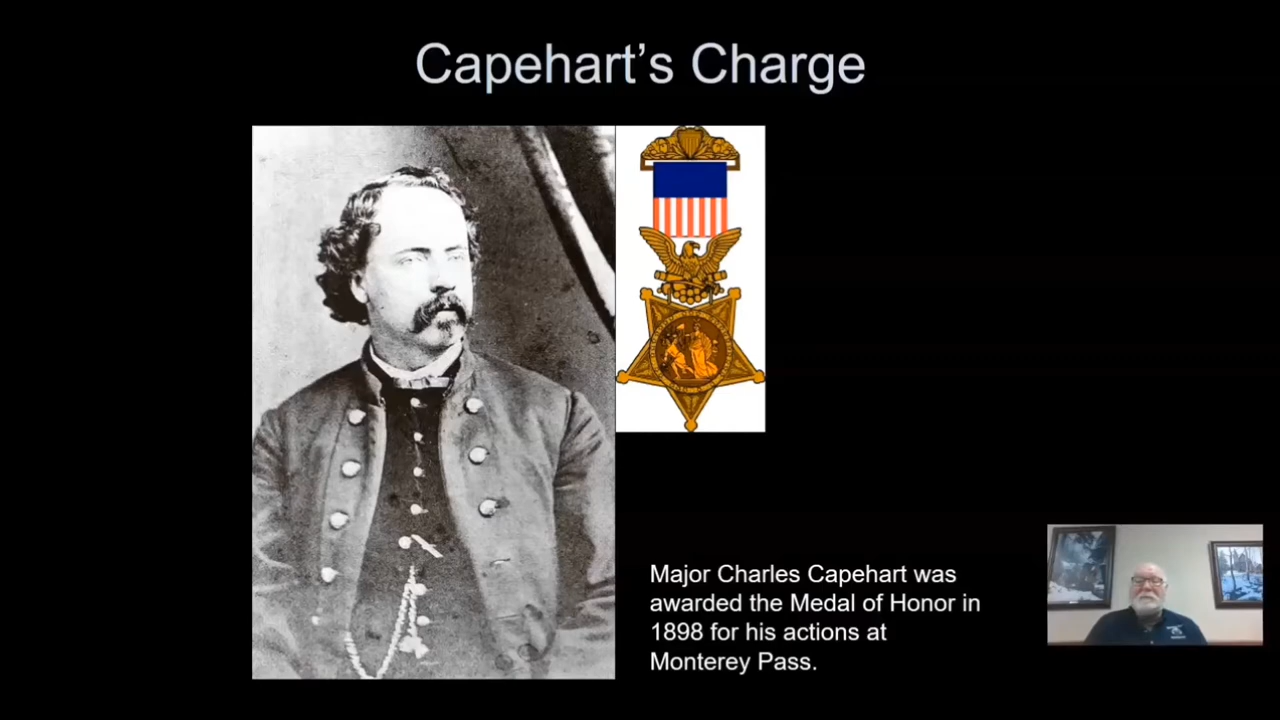 Capehart’s Charge
Major Charles Capehart was
awarded the Medal of Honor in
1898 for his actions at
Monterey Pass.